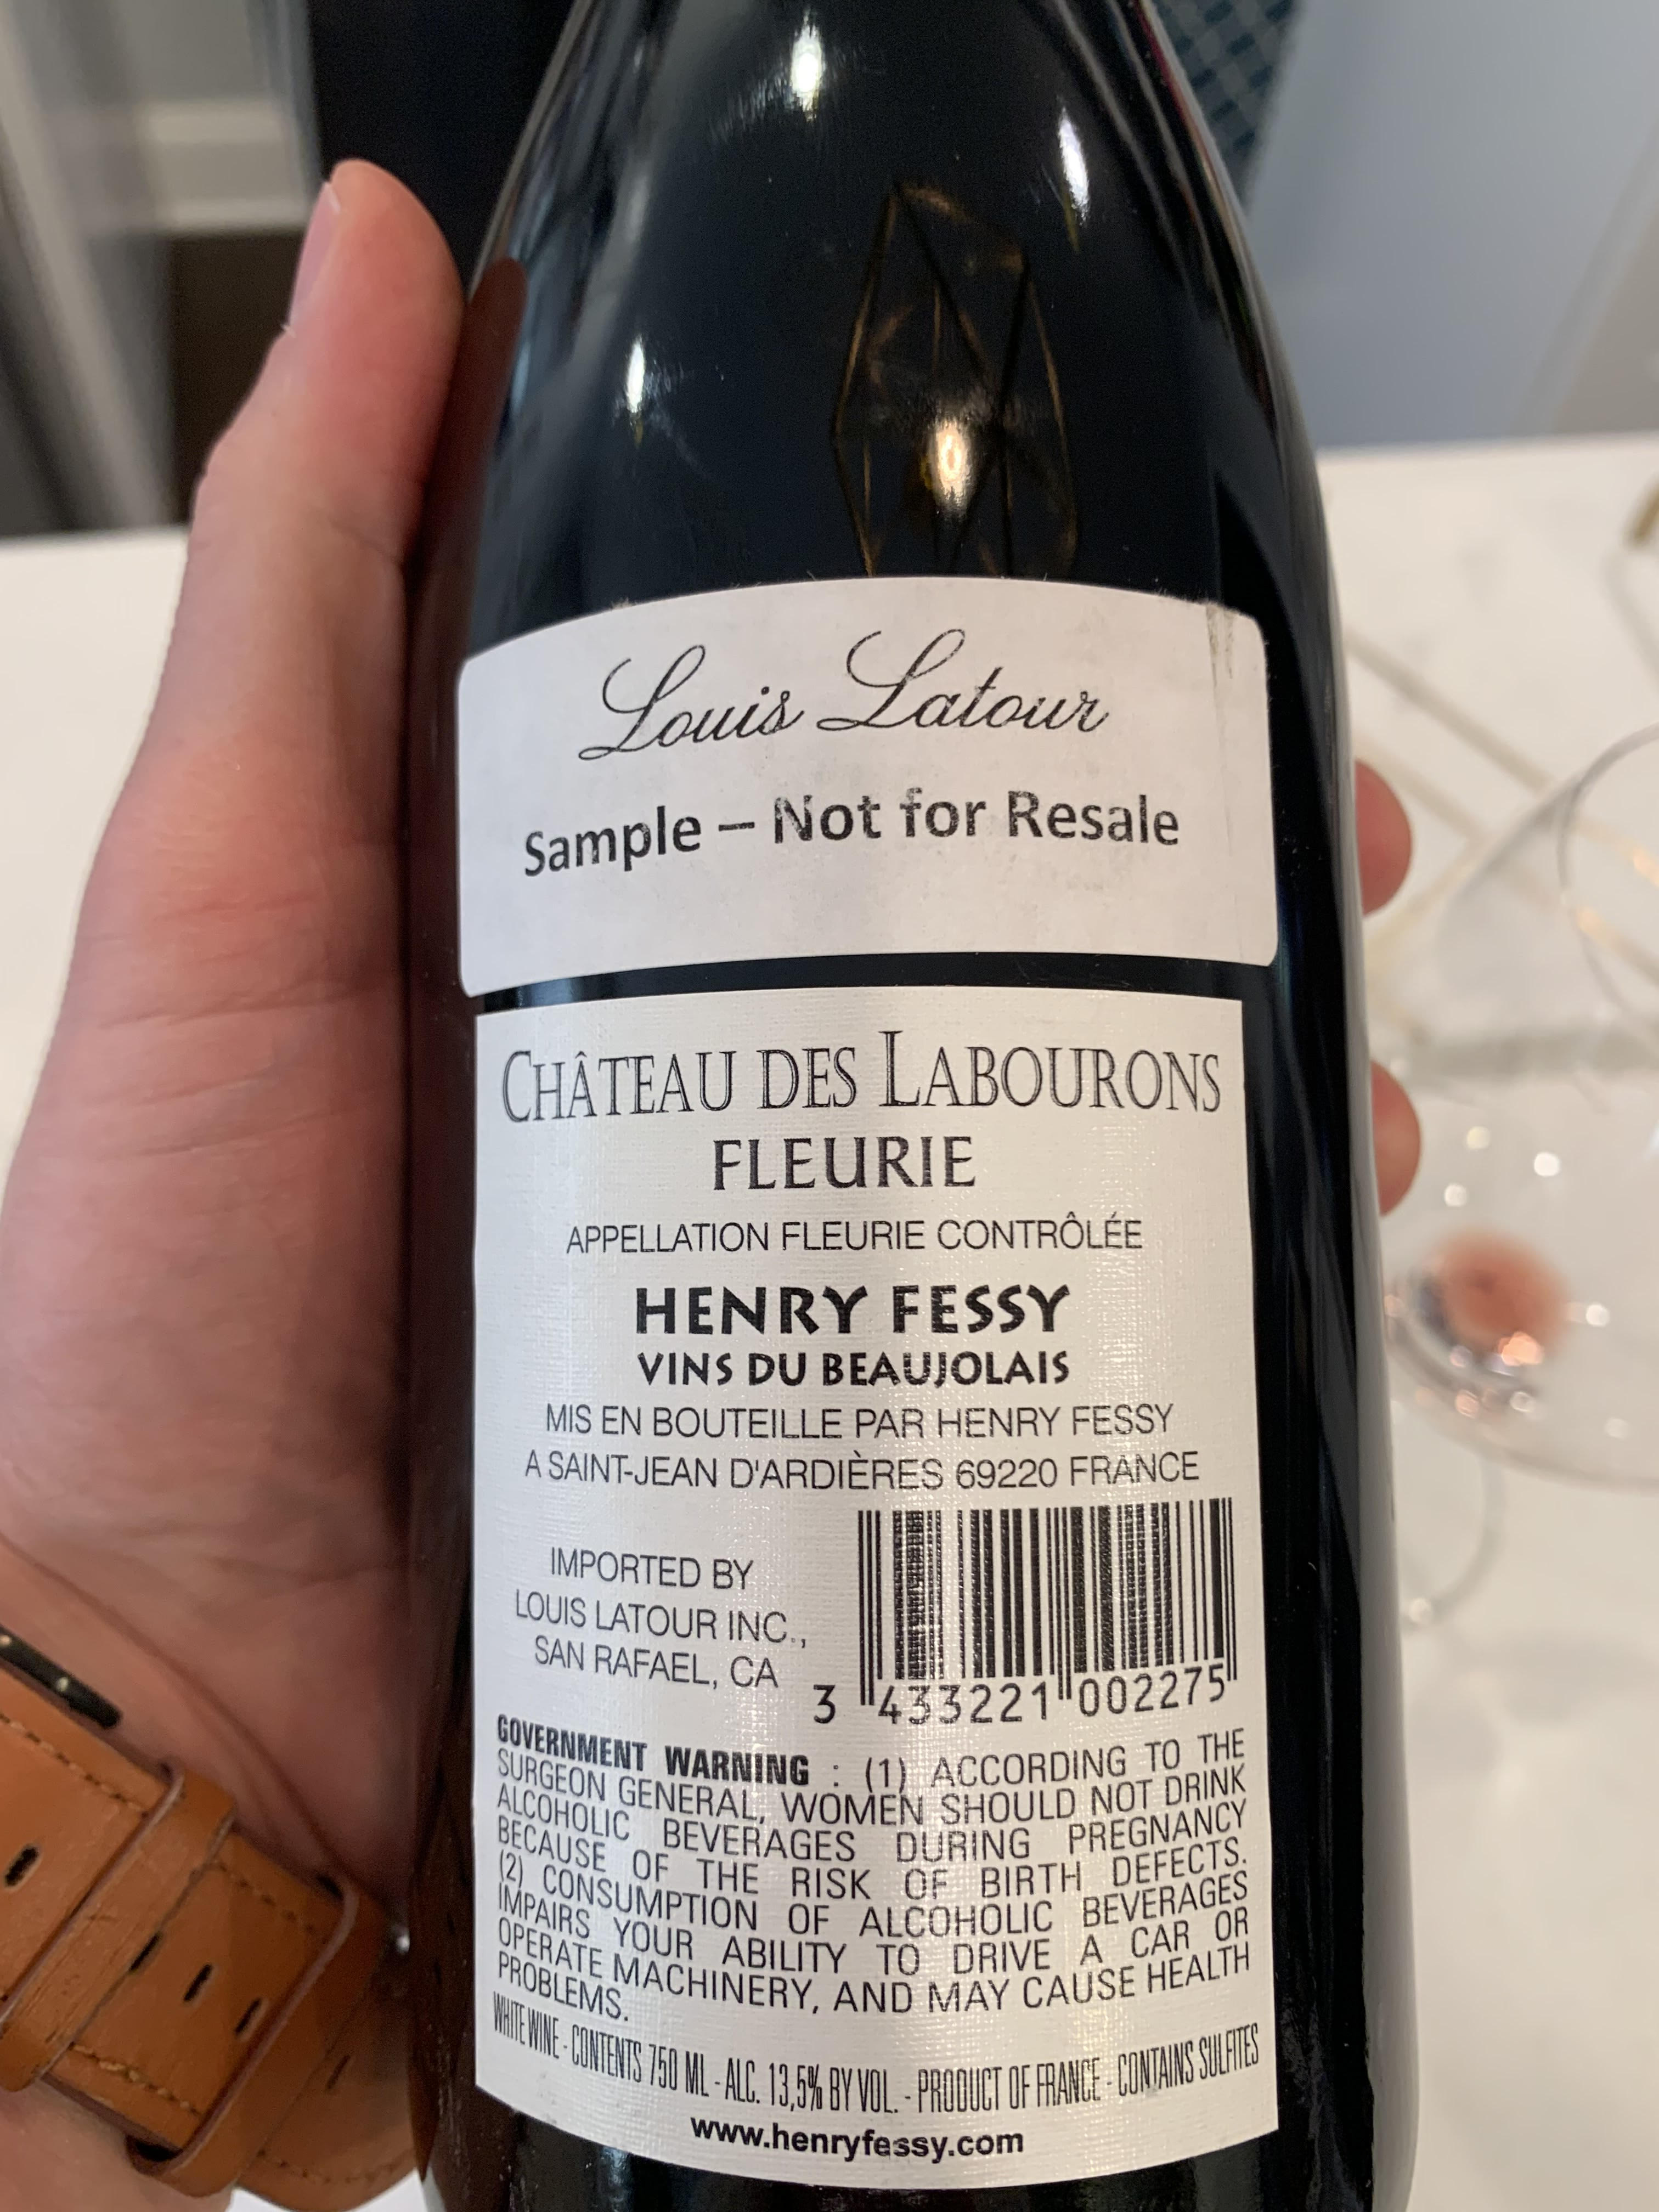 Louis Latour
Sample – Not for Resale
CHÂTEAU DES LABOURONS
FLEURIE
APPELLATION FLEURIE CONTRÔLÉE
HENRY FESSY
VINS DU BEAUJOLAIS
MIS EN BOUTEILLE PAR HENRY FESSY
A SAINT-JEAN D'ARDIÈRES 69220 FRANCE
IMPORTED BY
LOUIS LATOUR INC.,
SAN RAFAEL, CA
3 433221 002275
GOVERNMENT WARNING : (1) ACCORDING TO THE
SURGEON GENERAL, WOMEN SHOULD NOT DRINK
ALCOHOLIC BEVERAGES DURING PREGNANCY
BECAUSE OF THE RISK OF BIRTH DEFECTS.
(2) CONSUMPTION OF ALCOHOLIC BEVERAGES
IMPAIRS YOUR ABILITY TO DRIVE A CAR OR
OPERATE MACHINERY, AND MAY CAUSE HEALTH
PROBLEMS.
WHITE WINE - CONTENTS 750 ML - ALC. 13,5% BY VOL. - PRODUCT OF FRANCE - CONTAINS SULFITES
www.henryfessy.com